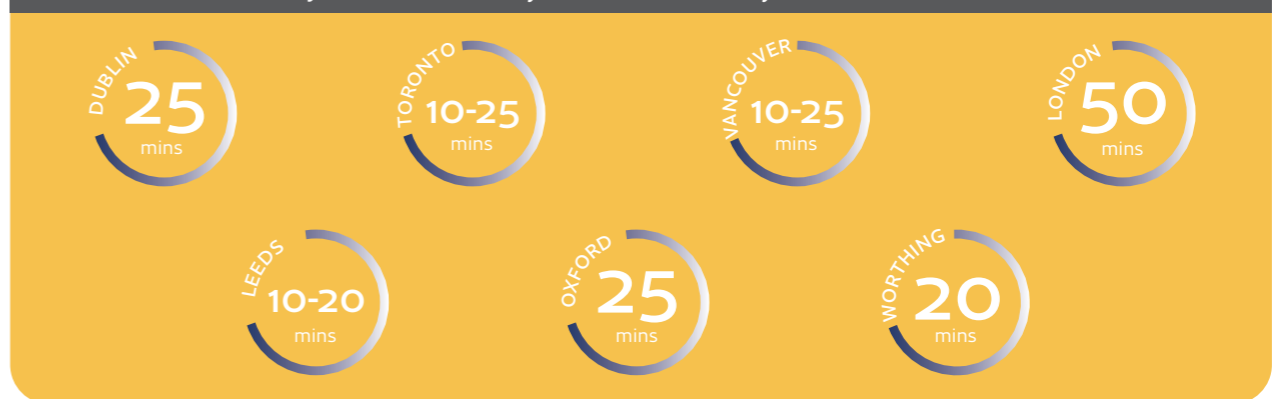 DUBLIN
25
mins
TORONTO
10-25
mins
VANCOUVER
10-25
mins
LONDON
50
mins
LEEDS
10-20
mins
OXFORD
25
mins
WORTHING
20
mins